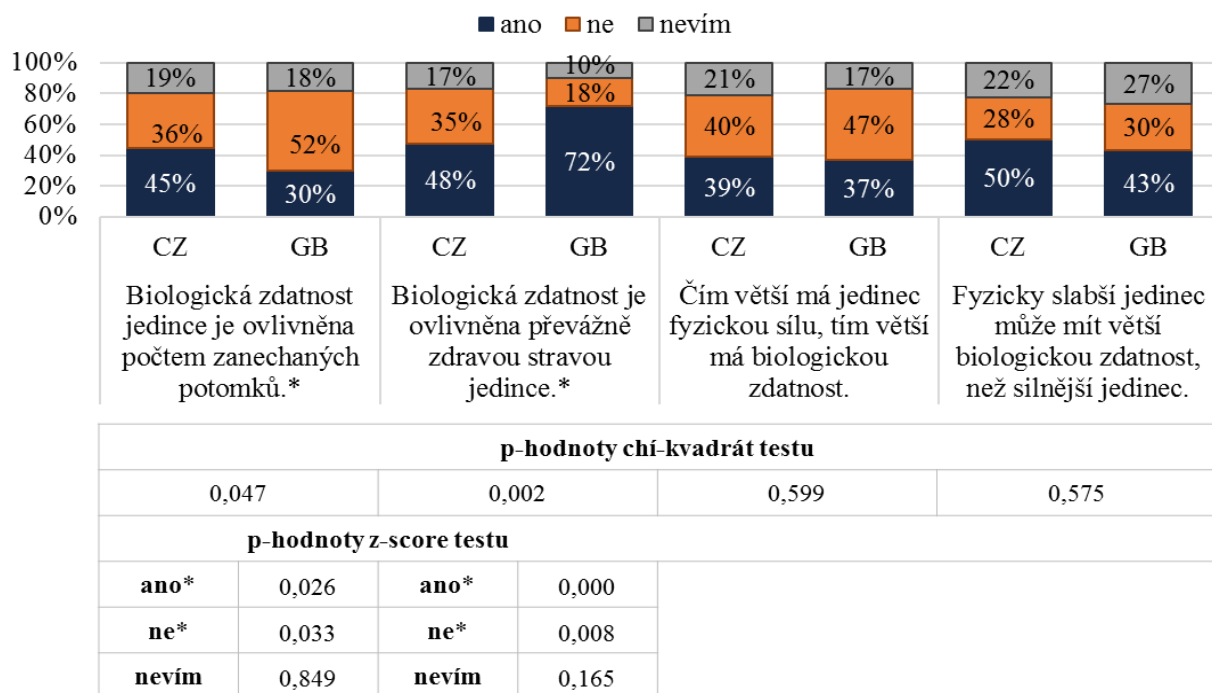 ano ne nevím
100%
80%
60%
40%
20%
0%
19% 18% 17% 10% 21% 17% 22% 27%
36% 52% 35% 18% 40% 47% 28% 30%
45% 30% 48% 72% 39% 37% 50% 43%
CZ GB CZ GB CZ GB CZ GB
Biologická zdatnost
jedince je ovlivněna
počtem zanechaných
potomků.*
Biologická zdatnost je
ovlivněna převážně
zdravou stravou
jedince.*
Čím větší má jedinec
fyzickou sílu, tím větší
má biologickou
zdatnost.
Fyzicky slabší jedinec
může mít větší
biologickou zdatnost,
než silnější jedinec.
p-hodnoty chí-kvadrát testu
0,047 0,002 0,599 0,575
p-hodnoty z-score testu
ano* 0,026 ano* 0,000
ne* 0,033 ne* 0,008
nevím 0,849 nevím 0,165